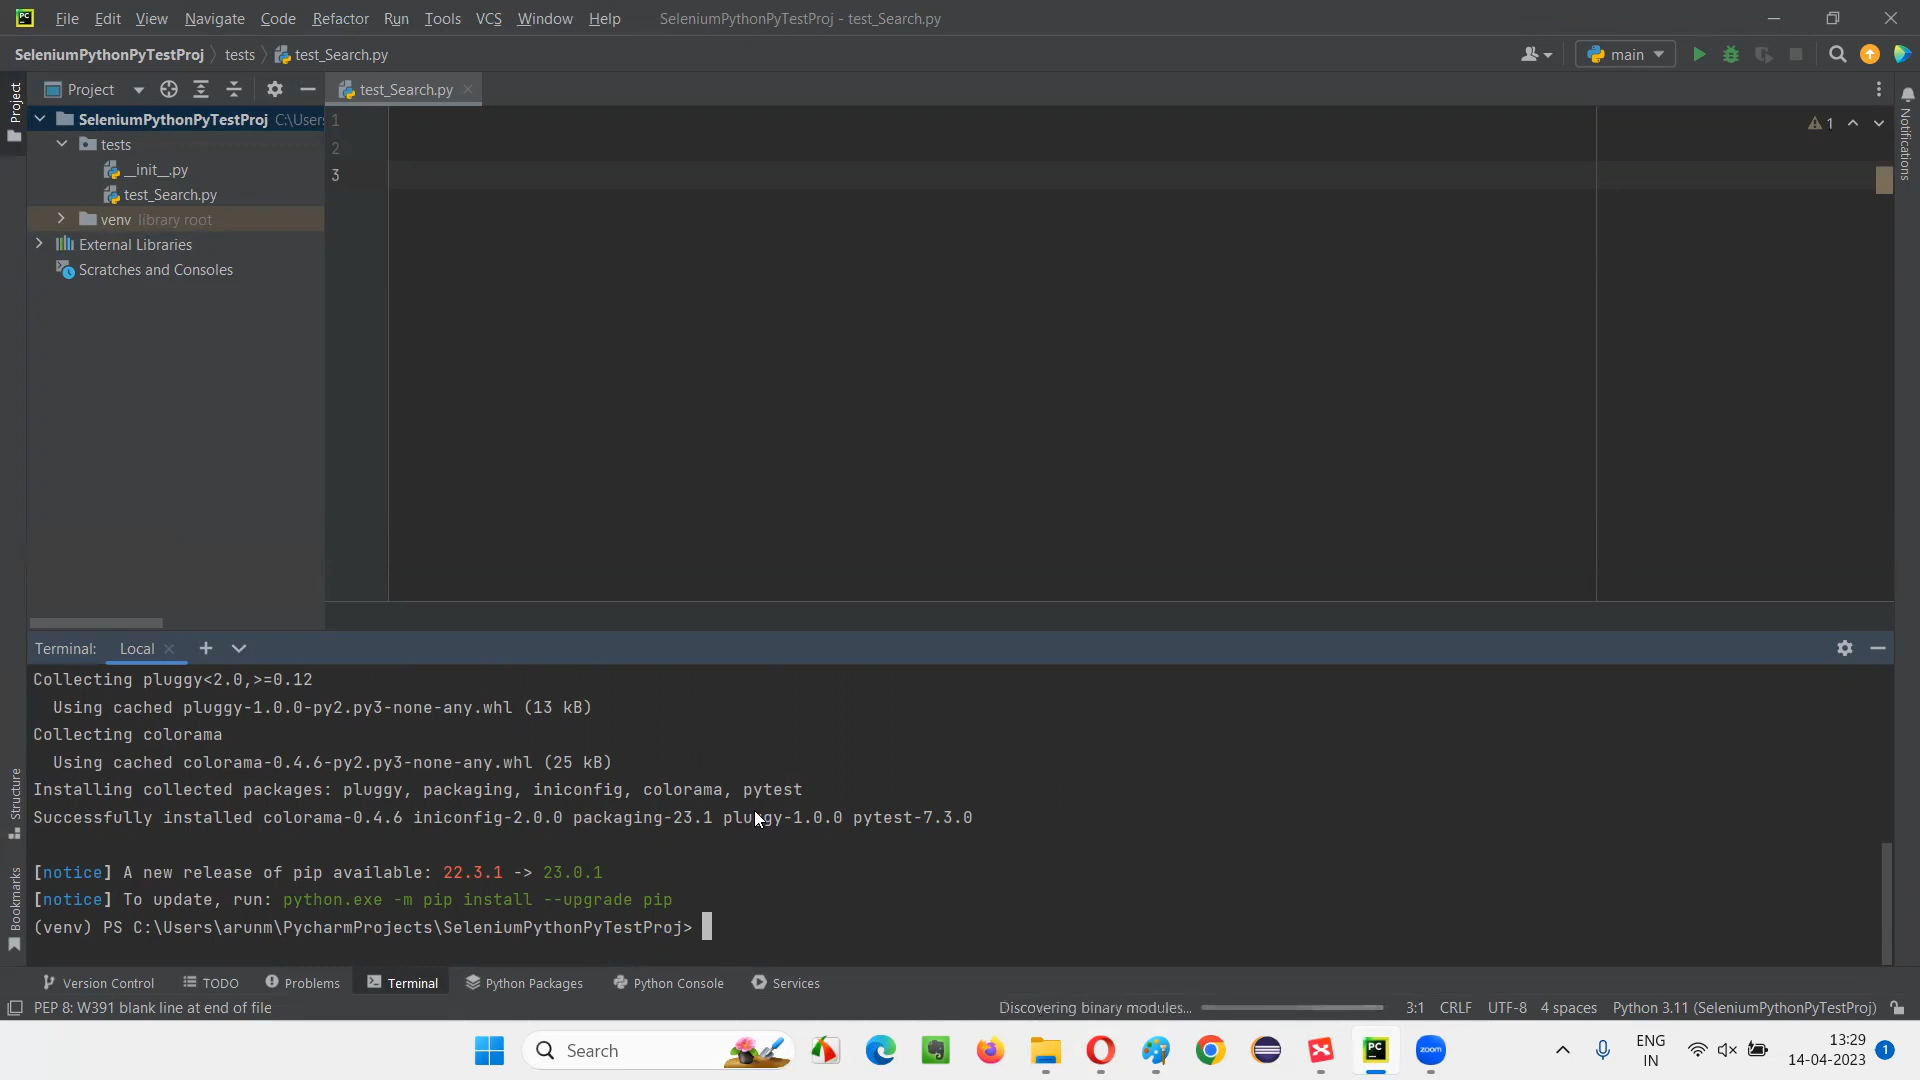 PC File Edit View Navigate Code Refactor Run Tools VCS Window Help SeleniumPythonPyTestProj - test_Search.py
SeleniumPythonPyTestProj tests test_Search.py main
Project
Project test_Search.py
SeleniumPythonPyTestProj C:\Users
tests
__init__.py
test_Search.py
venv library root
External Libraries
Scratches and Consoles
1
2
3
1
Notifications
Terminal: Local
Collecting pluggy<2.0,>=0.12
Using cached pluggy-1.0.0-py2.py3-none-any.whl (13 kB)
Collecting colorama
Using cached colorama-0.4.6-py2.py3-none-any.whl (25 kB)
Installing collected packages: pluggy, packaging, iniconfig, colorama, pytest
Successfully installed colorama-0.4.6 iniconfig-2.0.0 packaging-23.1 pluggy-1.0.0 pytest-7.3.0
[notice] A new release of pip available: 22.3.1 -> 23.0.1
[notice] To update, run: python.exe -m pip install --upgrade pip
(venv) PS C:\Users\arunm\PycharmProjects\SeleniumPythonPyTestProj>
Structure
Bookmarks
Version Control TODO Problems Terminal Python Packages Python Console Services
PEP 8: W391 blank line at end of file Discovering binary modules... 3:1 CRLF UTF-8 4 spaces Python 3.11 (SeleniumPythonPyTestProj)
Search PC zoom ENG 13:29 1
IN 14-04-2023